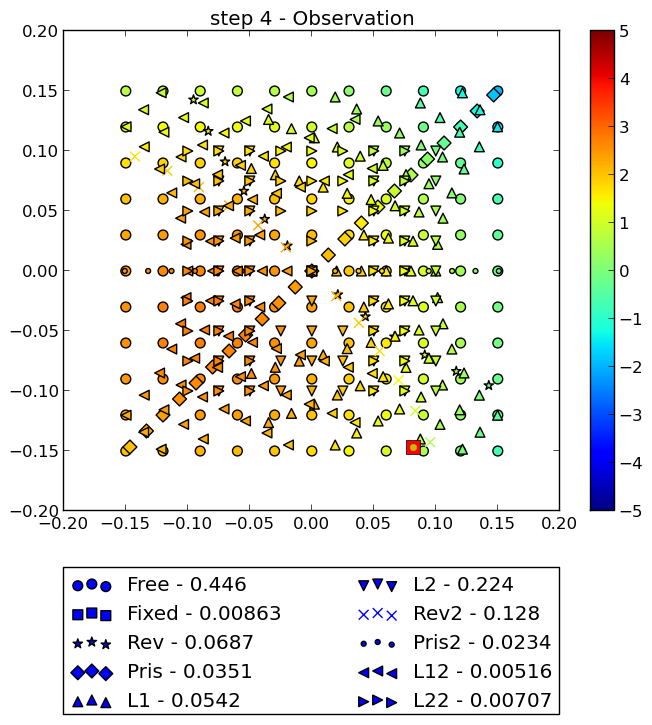 step 4 - Observation
0.20
0.15
0.10
0.05
0.00
−0.05
−0.10
−0.15
−0.20
−0.20 −0.15 −0.10 −0.05 0.00 0.05 0.10 0.15 0.20
5
4
3
2
1
0
−1
−2
−3
−4
−5
Free - 0.446
Fixed - 0.00863
Rev - 0.0687
Pris - 0.0351
L1 - 0.0542
L2 - 0.224
Rev2 - 0.128
Pris2 - 0.0234
L12 - 0.00516
L22 - 0.00707